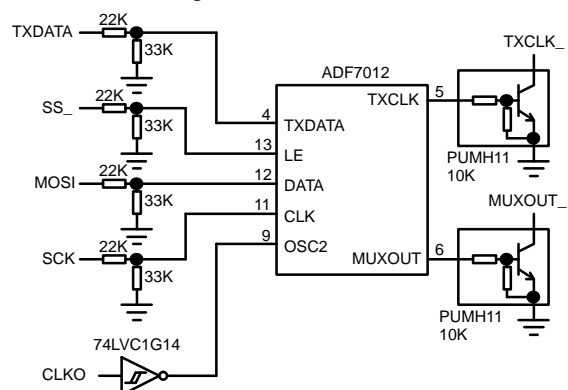 TXDATA 22K
33K
SS_ 22K
33K
MOSI 22K
33K
SCK 22K
33K
74LVC1G14
CLKO
ADF7012
4 TXDATA
13 LE
12 DATA
11 CLK
9 OSC2
TXCLK 5
MUXOUT 6
TXCLK_
PUMH11
10K
MUXOUT_
PUMH11
10K